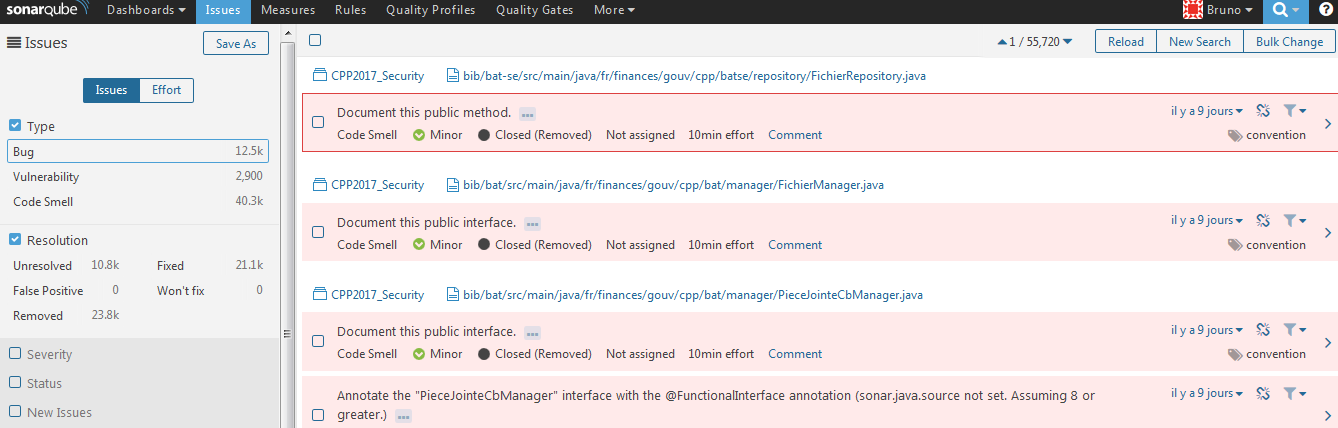 sonarqube Dashboards Issues Measures Rules Quality Profiles Quality Gates More Bruno
Issues Save As
Issues Effort
Type
Bug 12.5k
Vulnerability 2,900
Code Smell 40.3k
Resolution
Unresolved 10.8k Fixed 21.1k
False Positive 0 Won't fix 0
Removed 23.8k
Severity
Status
New Issues
1 / 55,720 Reload New Search Bulk Change
CPP2017_Security bib/bat-se/src/main/java/fr/finances/gouv/cpp/batse/repository/FichierRepository.java
Document this public method. il y a 9 jours
Code Smell Minor Closed (Removed) Not assigned 10min effort Comment convention
CPP2017_Security bib/bat/src/main/java/fr/finances/gouv/cpp/bat/manager/FichierManager.java
Document this public interface. il y a 9 jours
Code Smell Minor Closed (Removed) Not assigned 10min effort Comment convention
CPP2017_Security bib/bat/src/main/java/fr/finances/gouv/cpp/bat/manager/PieceJointeCbManager.java
Document this public interface. il y a 9 jours
Code Smell Minor Closed (Removed) Not assigned 10min effort Comment convention
Annotate the "PieceJointeCbManager" interface with the @FunctionalInterface annotation (sonar.java.source not set. Assuming 8 or il y a 9 jours
greater.)